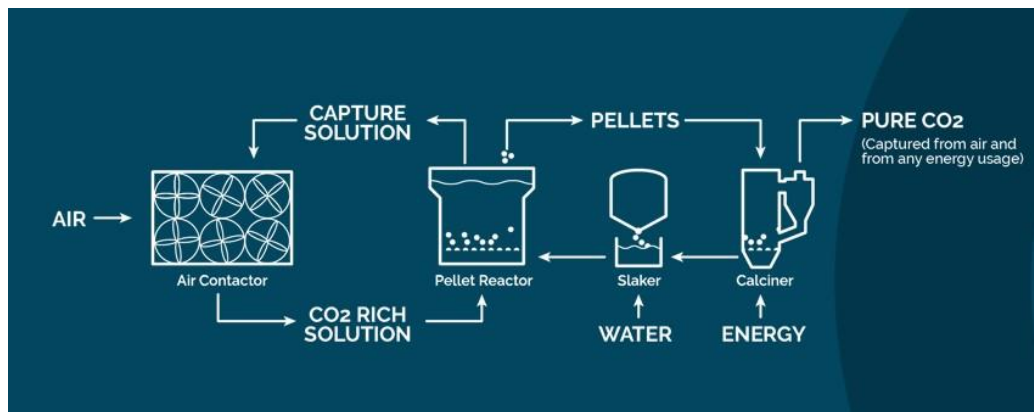 CAPTURE
SOLUTION
PELLETS
PURE CO2
(Captured from air and
from any energy usage)
AIR
Air Contactor
Pellet Reactor
Slaker
Calciner
CO2 RICH
SOLUTION
WATER
ENERGY